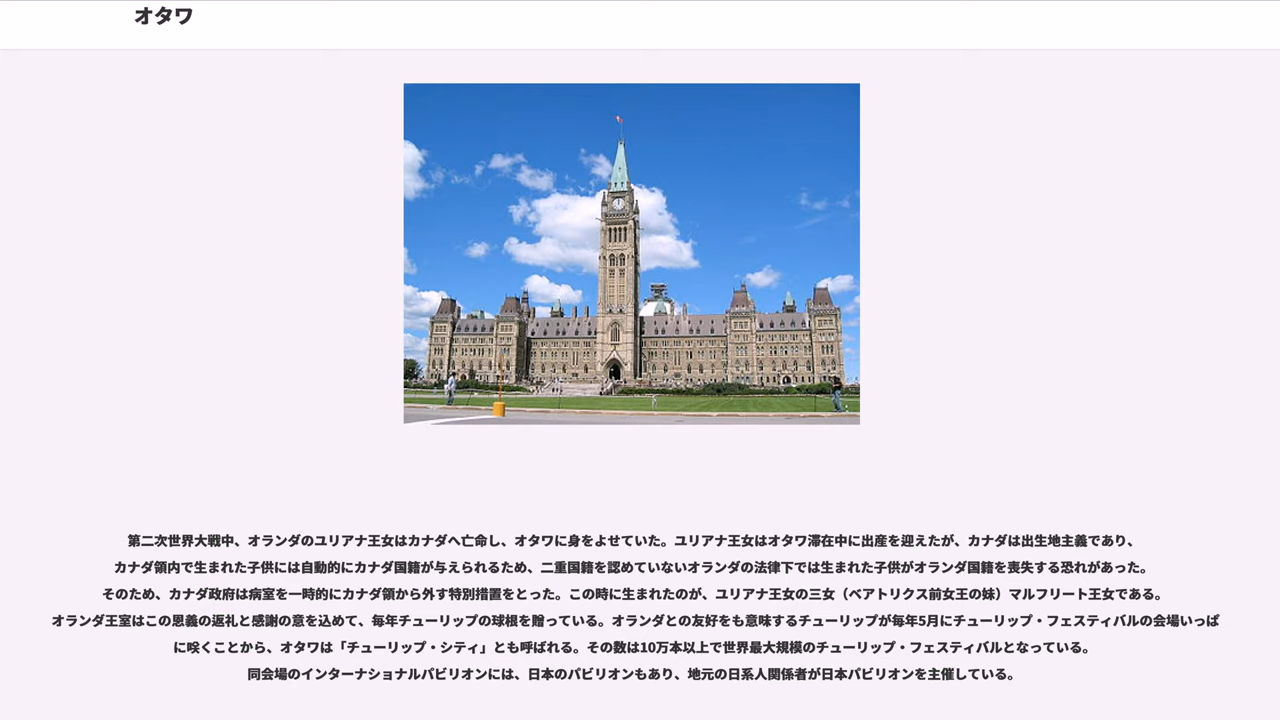 オタワ
第二次世界大戦中、オランダのユリアナ王女はカナダへ亡命し、オタワに身をよせていた。ユリアナ王女はオタワ滞在中に出産を迎えたが、カナダは出生地主義であり、
カナダ領内で生まれた子供には自動的にカナダ国籍が与えられるため、二重国籍を認めていないオランダの法律下では生まれた子供がオランダ国籍を喪失する恐れがあった。
そのため、カナダ政府は病室を一時的にカナダ領から外す特別措置をとった。この時に生まれたのが、ユリアナ王女の三女（ベアトリクス前女王の妹）マルフリート王女である。
オランダ王室はこの恩義の返礼と感謝の意を込めて、毎年チューリップの球根を贈っている。オランダとの友好をも意味するチューリップが毎年5月にチューリップ・フェスティバルの会場いっぱ
に咲くことから、オタワは「チューリップ・シティ」とも呼ばれる。その数は10万本以上で世界最大規模のチューリップ・フェスティバルとなっている。
同会場のインターナショナルパビリオンには、日本のパビリオンもあり、地元の日系人関係者が日本パビリオンを主催している。